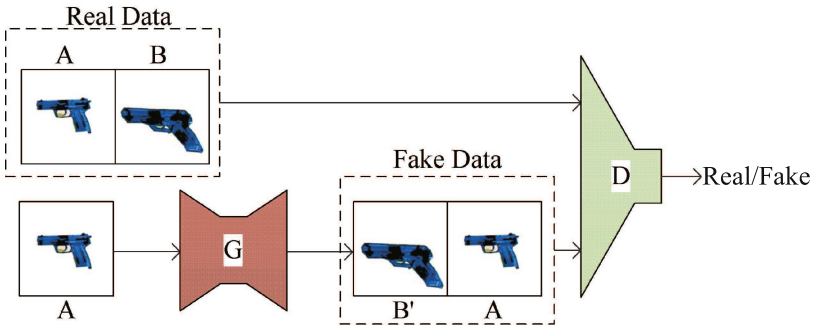 Real Data
A B
Fake Data
D
Real/Fake
G
A
B' A